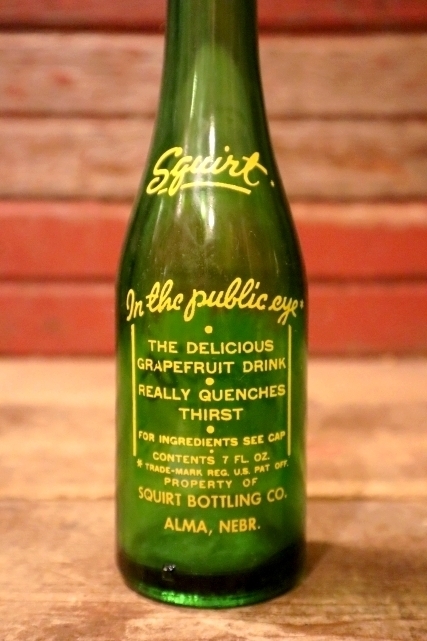 Squirt.
In the public eye*
THE DELICIOUS
GRAPEFRUIT DRINK
REALLY QUENCHES
THIRST
FOR INGREDIENTS SEE CAP
CONTENTS 7 FL. OZ.
* TRADE-MARK REG. U.S. PAT OFF.
PROPERTY OF
SQUIRT BOTTLING CO.
ALMA, NEBR.